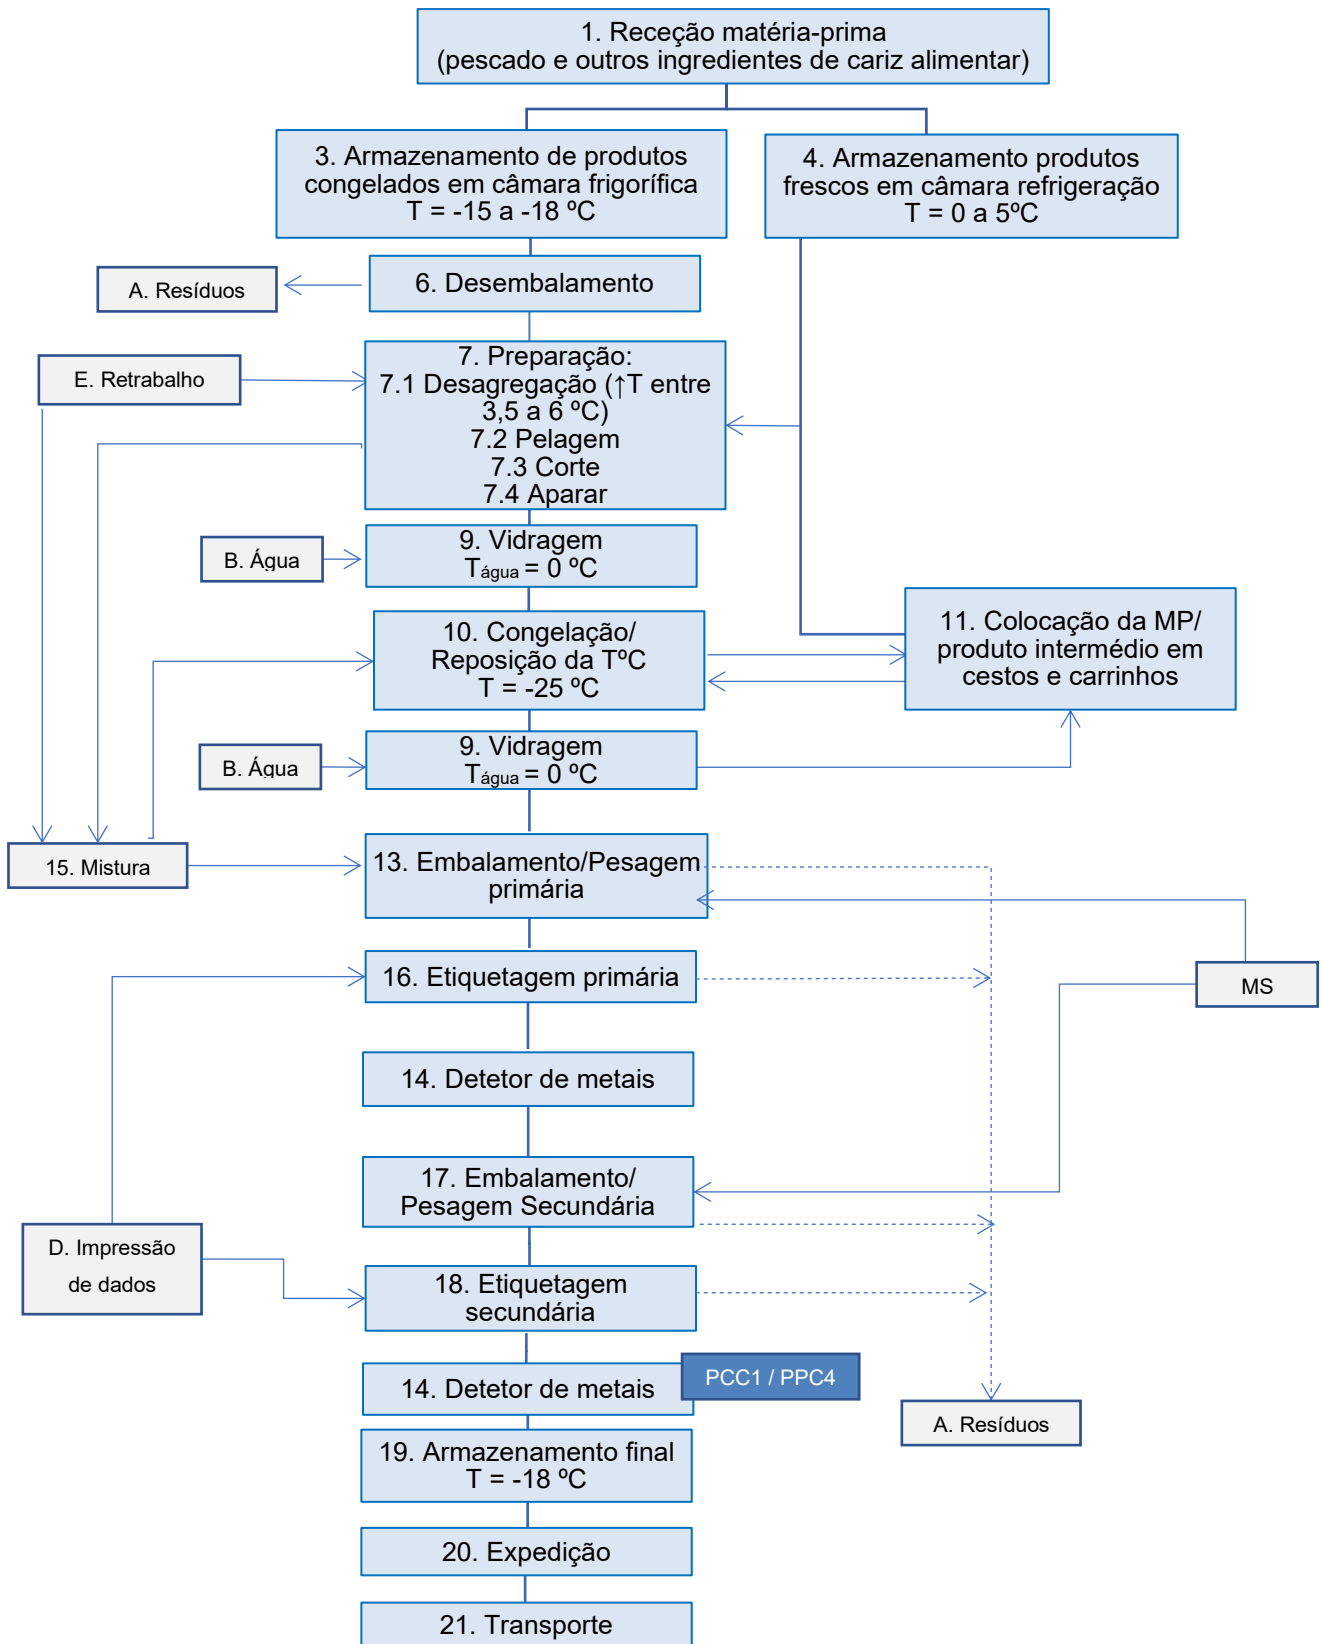 1. Receção matéria-prima
(pescado e outros ingredientes de cariz alimentar)
3. Armazenamento de produtos
congelados em câmara frigorífica
T = -15 a -18 ºC
4. Armazenamento produtos
frescos em câmara refrigeração
T = 0 a 5ºC
A. Resíduos
6. Desembalamento
E. Retrabalho
7. Preparação:
7.1 Desagregação (↑T entre
3,5 a 6 ºC)
7.2 Pelagem
7.3 Corte
7.4 Aparar
B. Água
9. Vidragem
Tágua = 0 ºC
10. Congelação/
Reposição da TºC
T = -25 ºC
11. Colocação da MP/
produto intermédio em
cestos e carrinhos
B. Água
9. Vidragem
Tágua = 0 ºC
15. Mistura
13. Embalamento/Pesagem
primária
16. Etiquetagem primária
MS
14. Detetor de metais
17. Embalamento/
Pesagem Secundária
D. Impressão
de dados
18. Etiquetagem
secundária
14. Detetor de metais
PCC1 / PPC4
A. Resíduos
19. Armazenamento final
T = -18 ºC
20. Expedição
21. Transporte